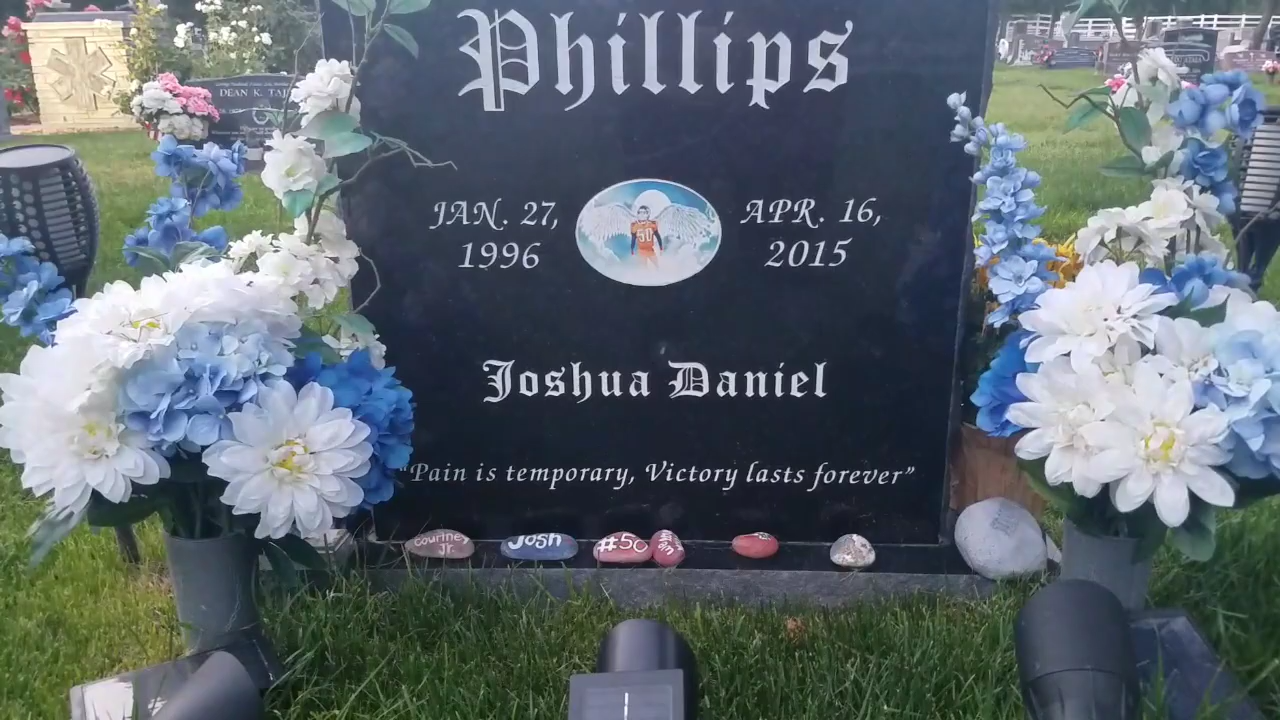 Phillips
DEAN K.
JAN. 27,
1996
50
APR. 16,
2015
Joshua Daniel
"Pain is temporary, Victory lasts forever"
Courtney
Jr.
Josh
#50